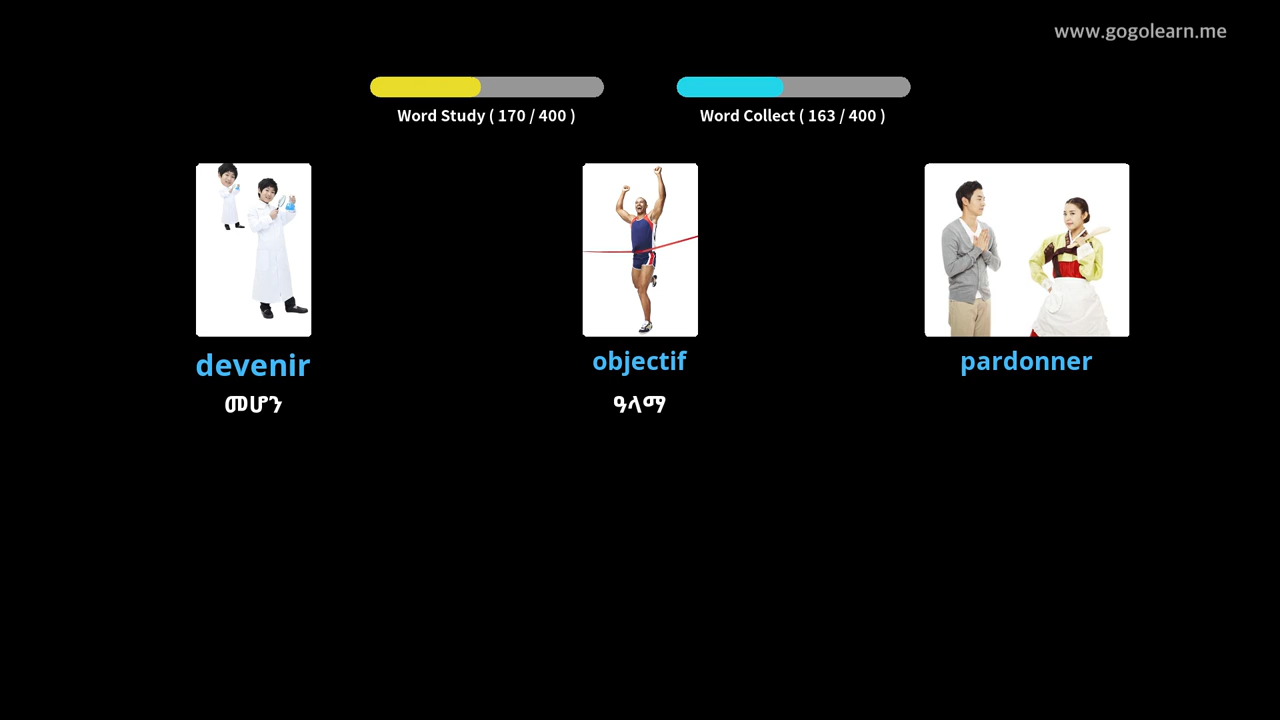 www.gogolearn.me
Word Study ( 170 / 400 )
Word Collect ( 163 / 400 )
devenir
objectif
pardonner
መሆን
ዓላማ